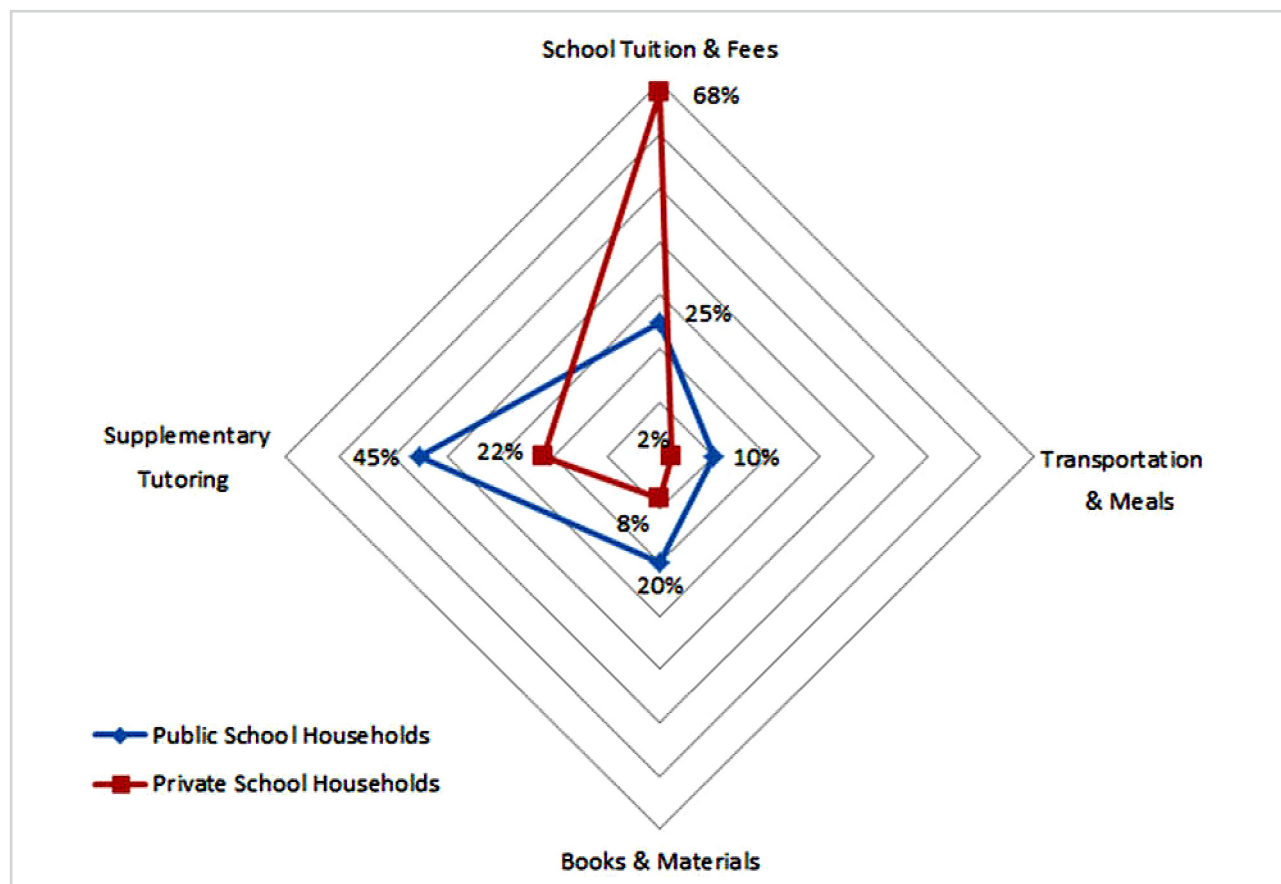 School Tuition & Fees
68%
25%
2%
10%
Transportation
& Meals
Supplementary
Tutoring
45%
22%
8%
20%
Public School Households
Private School Households
Books & Materials